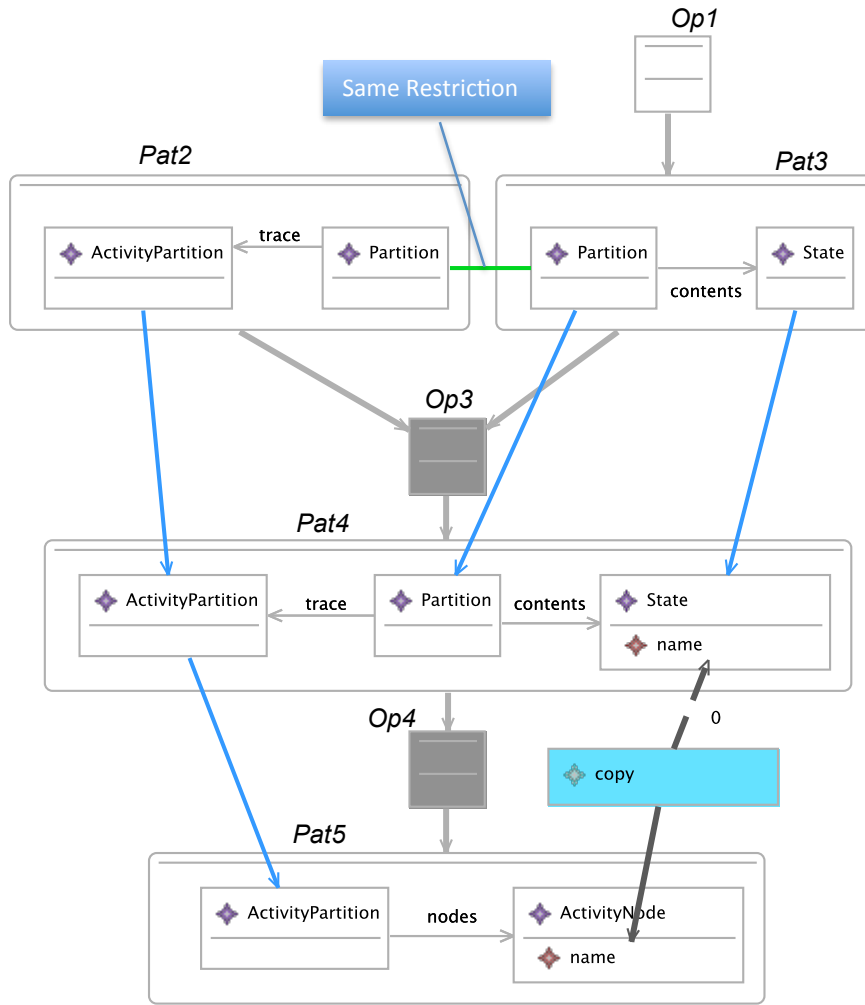 Op1
Same Restriction
Pat2
Pat3
ActivityPartition
trace
Partition
Partition
contents
State
Op3
Pat4
ActivityPartition
trace
Partition
contents
State
name
Op4
0
copy
Pat5
ActivityPartition
nodes
ActivityNode
name